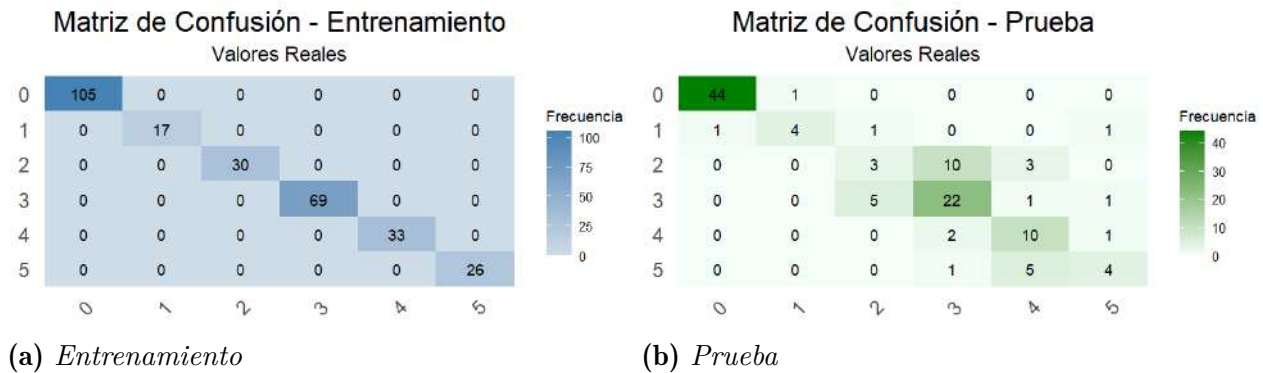 Matriz de Confusión - Entrenamiento
Valores Reales
0 105 0 0 0 0 0
1 0 17 0 0 0 0
2 0 0 30 0 0 0
3 0 0 0 69 0 0
4 0 0 0 0 33 0
5 0 0 0 0 0 26
0 1 2 3 4 5
Frecuencia
100
75
50
25
0
(a) Entrenamiento
Matriz de Confusión - Prueba
Valores Reales
0 44 1 0 0 0 0
1 1 4 1 0 0 1
2 0 0 3 10 3 0
3 0 0 5 22 1 1
4 0 0 0 2 10 1
5 0 0 0 1 5 4
0 1 2 3 4 5
Frecuencia
40
30
20
10
0
(b) Prueba